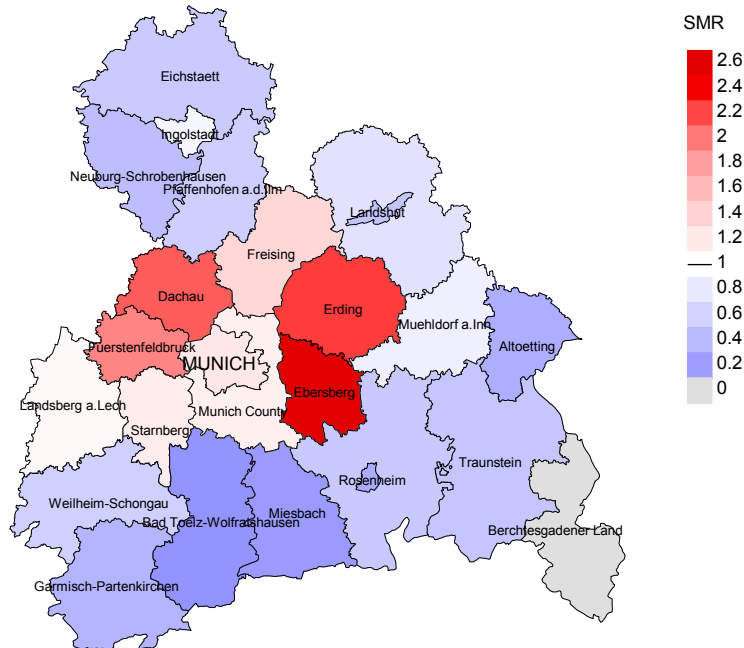 SMR
2.6
2.4
2.2
2
1.8
1.6
1.4
1.2
1
0.8
0.6
0.4
0.2
0
Eichstaett
Ingolstadt
Neuburg-Schrobenhausen
Pfaffenhofen a.d.Ilm
Landshut
Freising
Dachau
Erding
Muehldorf a.Inn
Altoetting
Fuerstenfeldbruck
MUNICH
Ebersberg
Landsberg a.Lech
Munich County
Starnberg
Traunstein
Rosenheim
Weilheim-Schongau
Miesbach
Bad Toelz-Wolfratshausen
Berchtesgadener Land
Garmisch-Partenkirchen